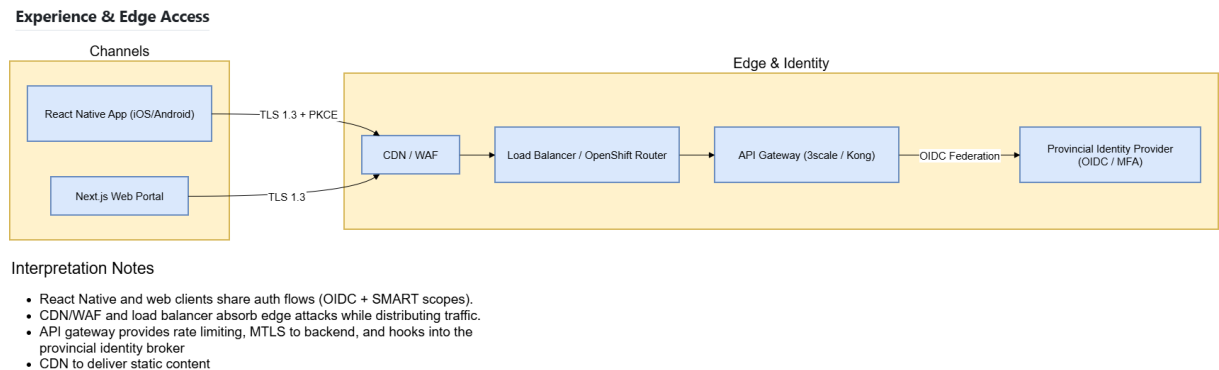 Experience & Edge Access
Channels
Edge & Identity
React Native App (iOS/Android)
TLS 1.3 + PKCE
CDN / WAF
Load Balancer / OpenShift Router
API Gateway (3scale / Kong)
OIDC Federation
Provincial Identity Provider
(OIDC / MFA)
Next.js Web Portal
TLS 1.3
Interpretation Notes
• React Native and web clients share auth flows (OIDC + SMART scopes).
• CDN/WAF and load balancer absorb edge attacks while distributing traffic.
• API gateway provides rate limiting, MTLS to backend, and hooks into the
provincial identity broker
• CDN to deliver static content